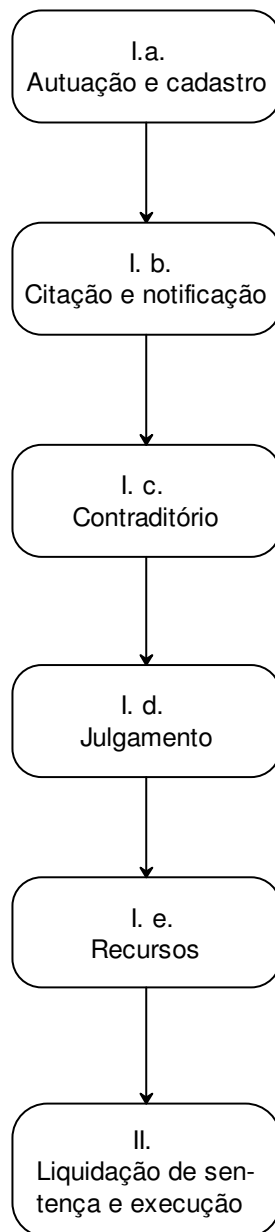 I.a.
Autuação e cadastro
I. b.
Citação e notificação
I. c.
Contraditório
I. d.
Julgamento
I. e.
Recursos
II.
Liquidação de sen-
tença e execução